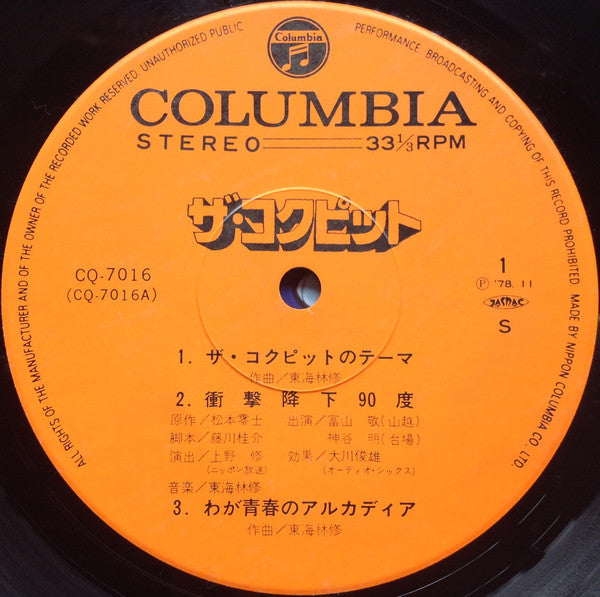 ALL RIGHTS OF THE MANUFACTURER AND OF THE OWNER OF THE RECORDED WORK RESERVED UNAUTHORIZED PUBLIC PERFORMANCE BROADCASTING AND COPYING OF THIS RECORD PROHIBITED MADE BY NIPPON COLUMBIA CO. LTD.
Columbia
COLUMBIA
STEREO 33 1/3 RPM
ザ・コクピット
CQ-7016
(CQ-7016A)
1
Ⓟ '78.11
JASRAC
S
1. ザ・コクピットのテーマ
作曲/東海林修
2. 衝撃降下90度
原作/松本零士 出演/富山 敬(山越)
脚本/藤川桂介 神谷 明(台場)
演出/上野 修 効果/大川俊雄
(ニッポン放送) (オーディオ・シックス)
音楽/東海林修
3. わが青春のアルカディア
作曲/東海林修